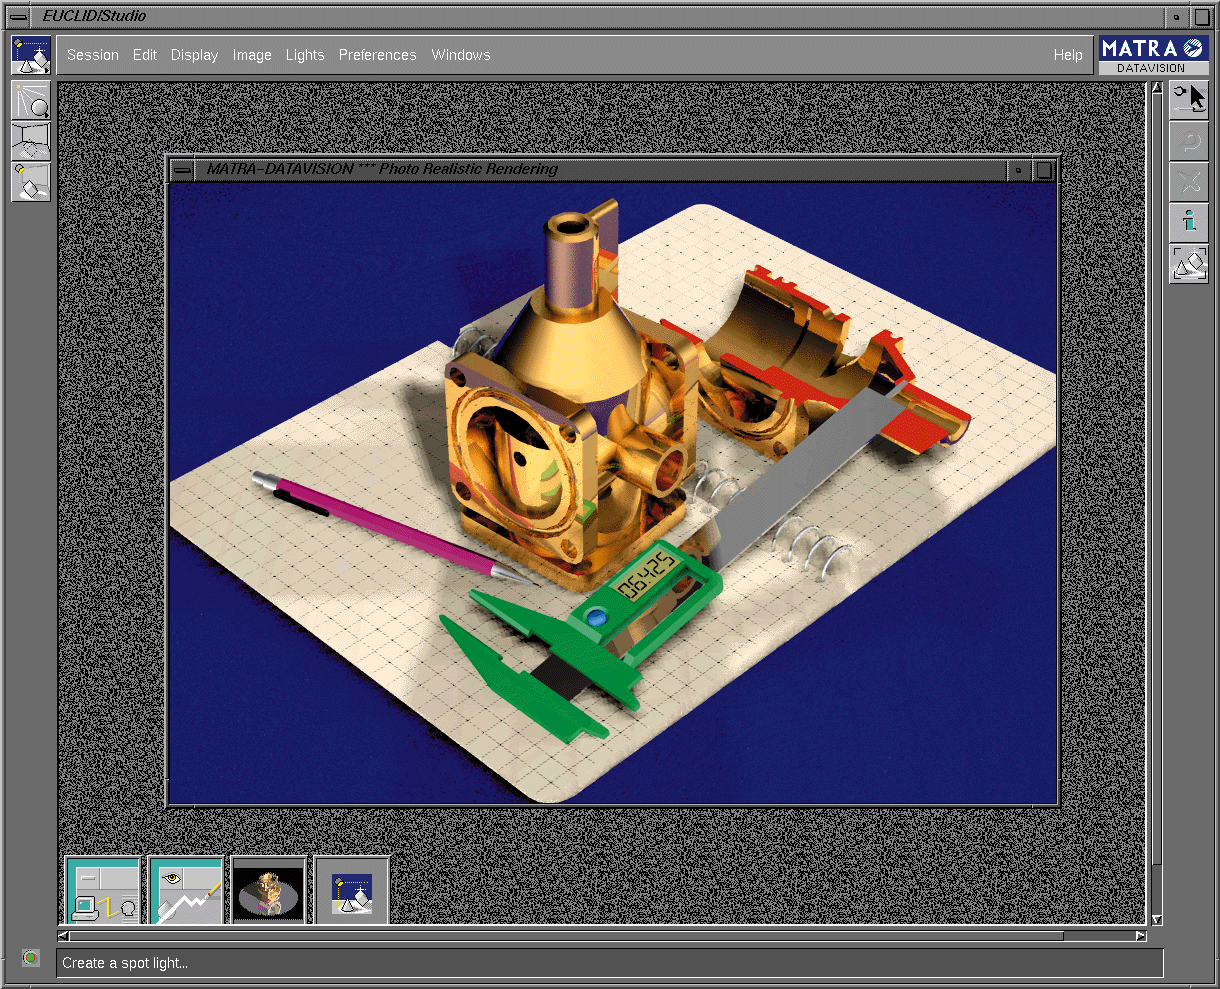 EUCLID/Studio
Session Edit Display Image Lights Preferences Windows Help
MATRA
DATAVISION
MATRA-DATAVISION *** Photo Realistic Rendering
06425
Create a spot light...